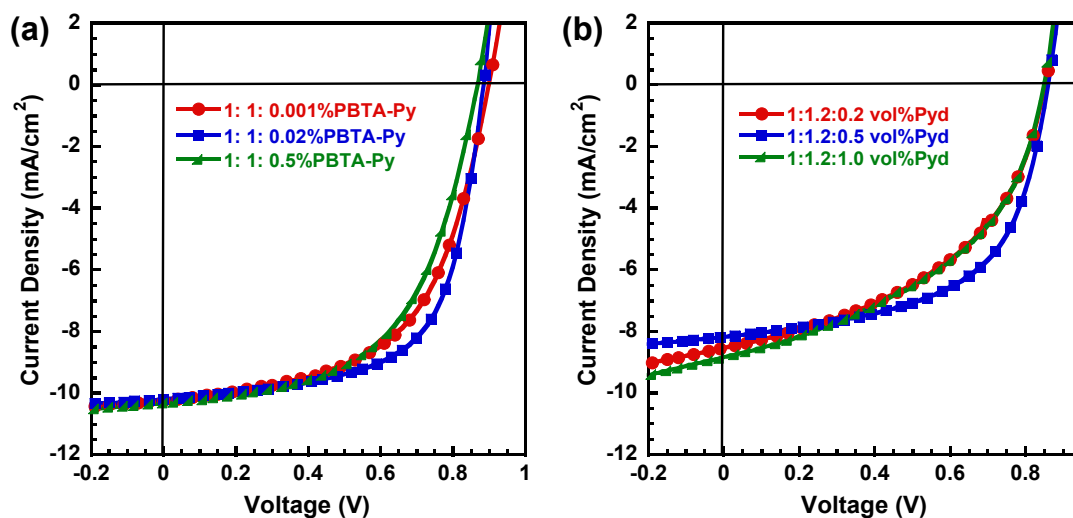 (a)
2
0
-2
-4
-6
-8
-10
-12
Current Density (mA/cm²)
1: 1: 0.001%PBTA-Py
1: 1: 0.02%PBTA-Py
1: 1: 0.5%PBTA-Py
-0.2 0 0.2 0.4 0.6 0.8 1
Voltage (V)
(b)
2
0
-2
-4
-6
-8
-10
-12
Current Density (mA/cm²)
1:1.2:0.2 vol%Pyd
1:1.2:0.5 vol%Pyd
1:1.2:1.0 vol%Pyd
-0.2 0 0.2 0.4 0.6 0.8
Voltage (V)